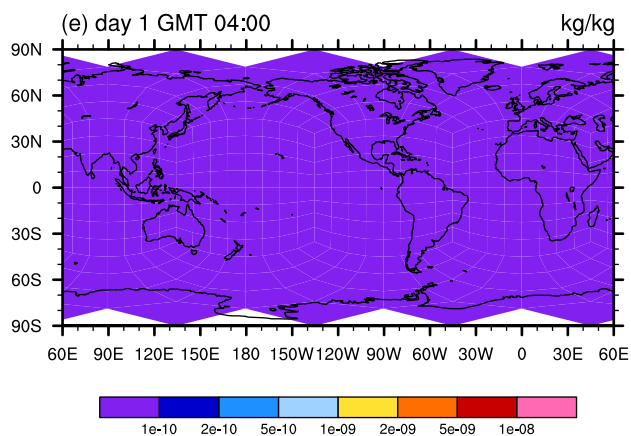 (e) day 1 GMT 04:00 kg/kg
90N
60N
30N
0
30S
60S
90S
60E 90E 120E 150E 180 150W 120W 90W 60W 30W 0 30E 60E
1e-10 2e-10 5e-10 1e-09 2e-09 5e-09 1e-08